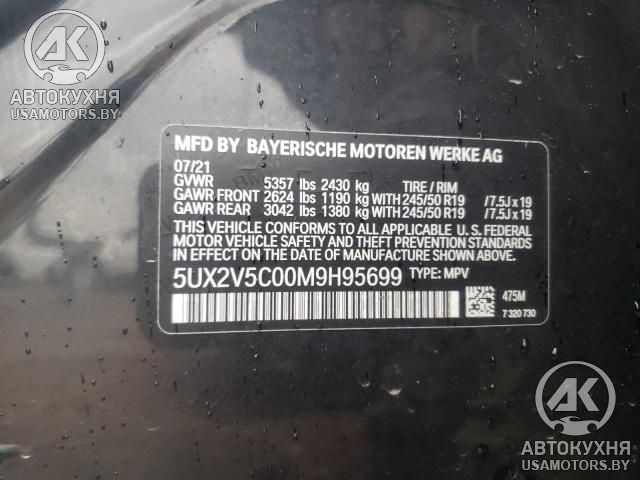 AK
АВТОКУХНЯ
USAMOTORS.BY
MFD BY BAYERISCHE MOTOREN WERKE AG
07/21
GVWR 5357 lbs 2430 kg TIRE / RIM
GAWR FRONT 2624 lbs 1190 kg WITH 245/50 R19 /7.5J x 19
GAWR REAR 3042 lbs 1380 kg WITH 245/50 R19 /7.5J x 19
THIS VEHICLE CONFORMS TO ALL APPLICABLE U.S. FEDERAL
MOTOR VEHICLE SAFETY AND THEFT PREVENTION STANDARDS
IN EFFECT ON THE DATE OF MANUFACTURE SHOWN ABOVE.
5UX2V5C00M9H95699 TYPE: MPV
475M
7 320 730
AK
АВТОКУХНЯ
USAMOTORS.BY